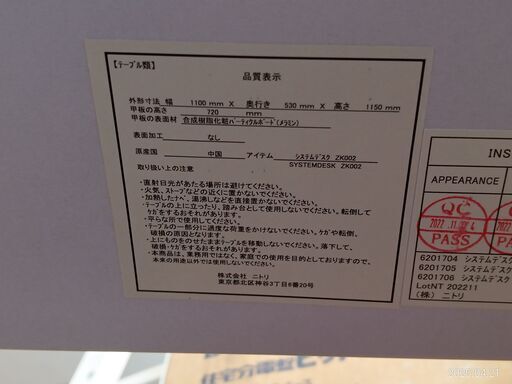 【テーブル類】
品質表示
外形寸法 幅 1100 mm X 奥行き 530 mm X 高さ 1150 mm
甲板の高さ 720 mm
甲板の表面材 合成樹脂化粧パーティクルボード(メラミン)
表面加工 なし
原産国 中国 アイテム システムデスク ZK002
SYSTEMDESK ZK002
取り扱い上の注意
・直射日光があたる場所は避けてください。
・火気、ストーブなどの近くに置かないでください。
・加熱したナベ、湯沸しなどを直接置かないでください。
・テーブルの上に立ったり、踏み台として使用しないでください。転倒して
ケガをするおそれがあります。
・平らな所で使用してください。
・テーブルの一部分に過度な荷重をかけないでください。ケガや転倒、
破損の原因となります。
・上にものをのせたままテーブルを移動しないでください。落下して、
破損・ケガをするおそれがあります。
・本商品は、業務用ではなく、家庭での使用を目的としておりますので、
本来の用途以外では使用しないでください。
株式会社 ニトリ
東京都北区神谷3丁目6番20号
INS
APPEARANCE
QC
PASS
6201704 システムデスク
6201705 システムデスク
6201706 システムデス
LotNT 202211
(株) ニトリ